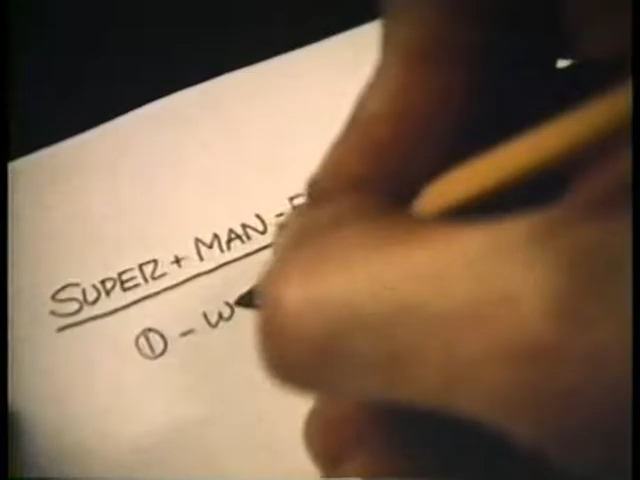 SUPER + MAN =
① - W